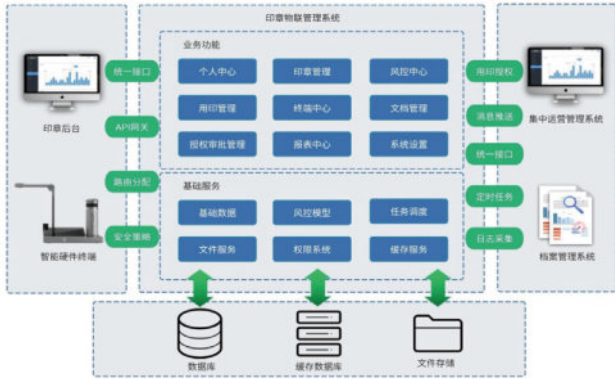 印章物联管理系统
业务功能
个人中心 印章管理 风控中心
用印管理 终端中心 文档管理
授权审批管理 报表中心 系统设置
基础服务
基础数据 风控模型 任务调度
文件服务 权限系统 缓存服务
统一接口
API网关
路由分配
安全策略
印章后台
智能硬件终端
用印授权
消息推送
统一接口
定时任务
日志采集
集中运营管理系统
档案管理系统
数据库 缓存数据库 文件存储